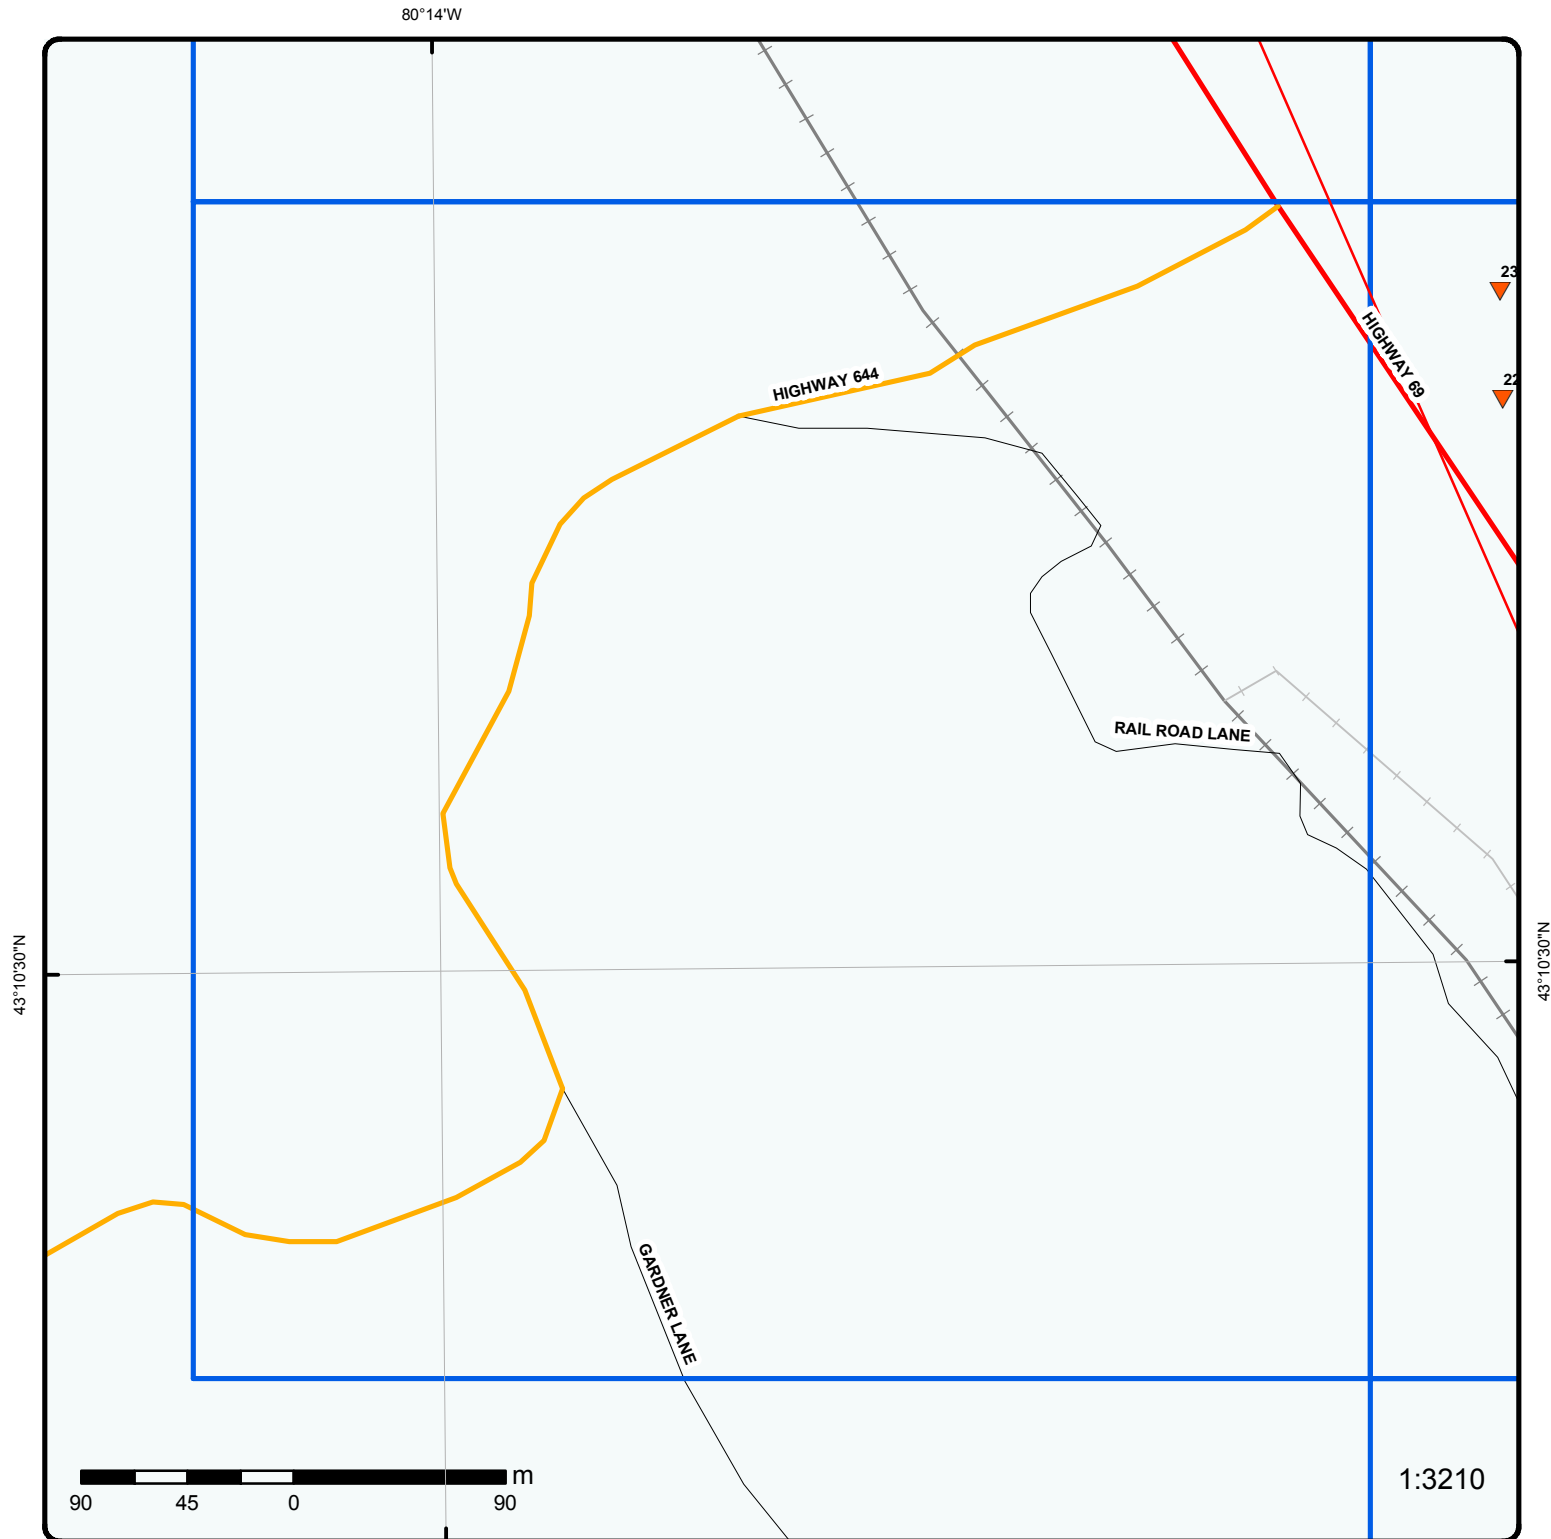 80°14'W
23
HIGHWAY 69
22
HIGHWAY 644
RAIL ROAD LANE
43°10'30"N
43°10'30"N
GARDNER LANE
m
90 45 0 90
1:3210